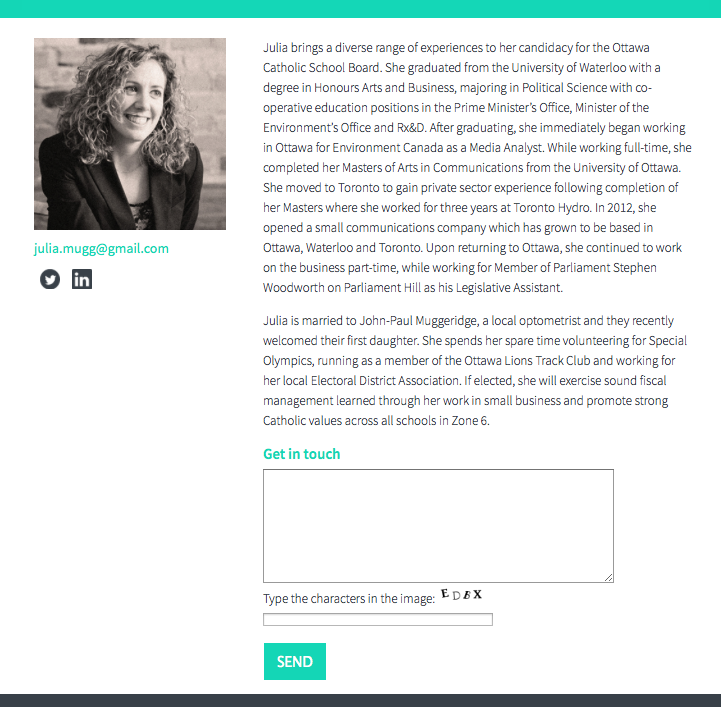 Julia brings a diverse range of experiences to her candidacy for the Ottawa
Catholic School Board. She graduated from the University of Waterloo with a
degree in Honours Arts and Business, majoring in Political Science with co-
operative education positions in the Prime Minister's Office, Minister of the
Environment's Office and Rx&D. After graduating, she immediately began working
in Ottawa for Environment Canada as a Media Analyst. While working full-time, she
completed her Masters of Arts in Communications from the University of Ottawa.
She moved to Toronto to gain private sector experience following completion of
her Masters where she worked for three years at Toronto Hydro. In 2012, she
opened a small communications company which has grown to be based in
Ottawa, Waterloo and Toronto. Upon returning to Ottawa, she continued to work
on the business part-time, while working for Member of Parliament Stephen
Woodworth on Parliament Hill as his Legislative Assistant.
julia.mugg@gmail.com
in
Julia is married to John-Paul Muggeridge, a local optometrist and they recently
welcomed their first daughter. She spends her spare time volunteering for Special
Olympics, running as a member of the Ottawa Lions Track Club and working for
her local Electoral District Association. If elected, she will exercise sound fiscal
management learned through her work in small business and promote strong
Catholic values across all schools in Zone 6.
Get in touch
Type the characters in the image: EDBX
SEND